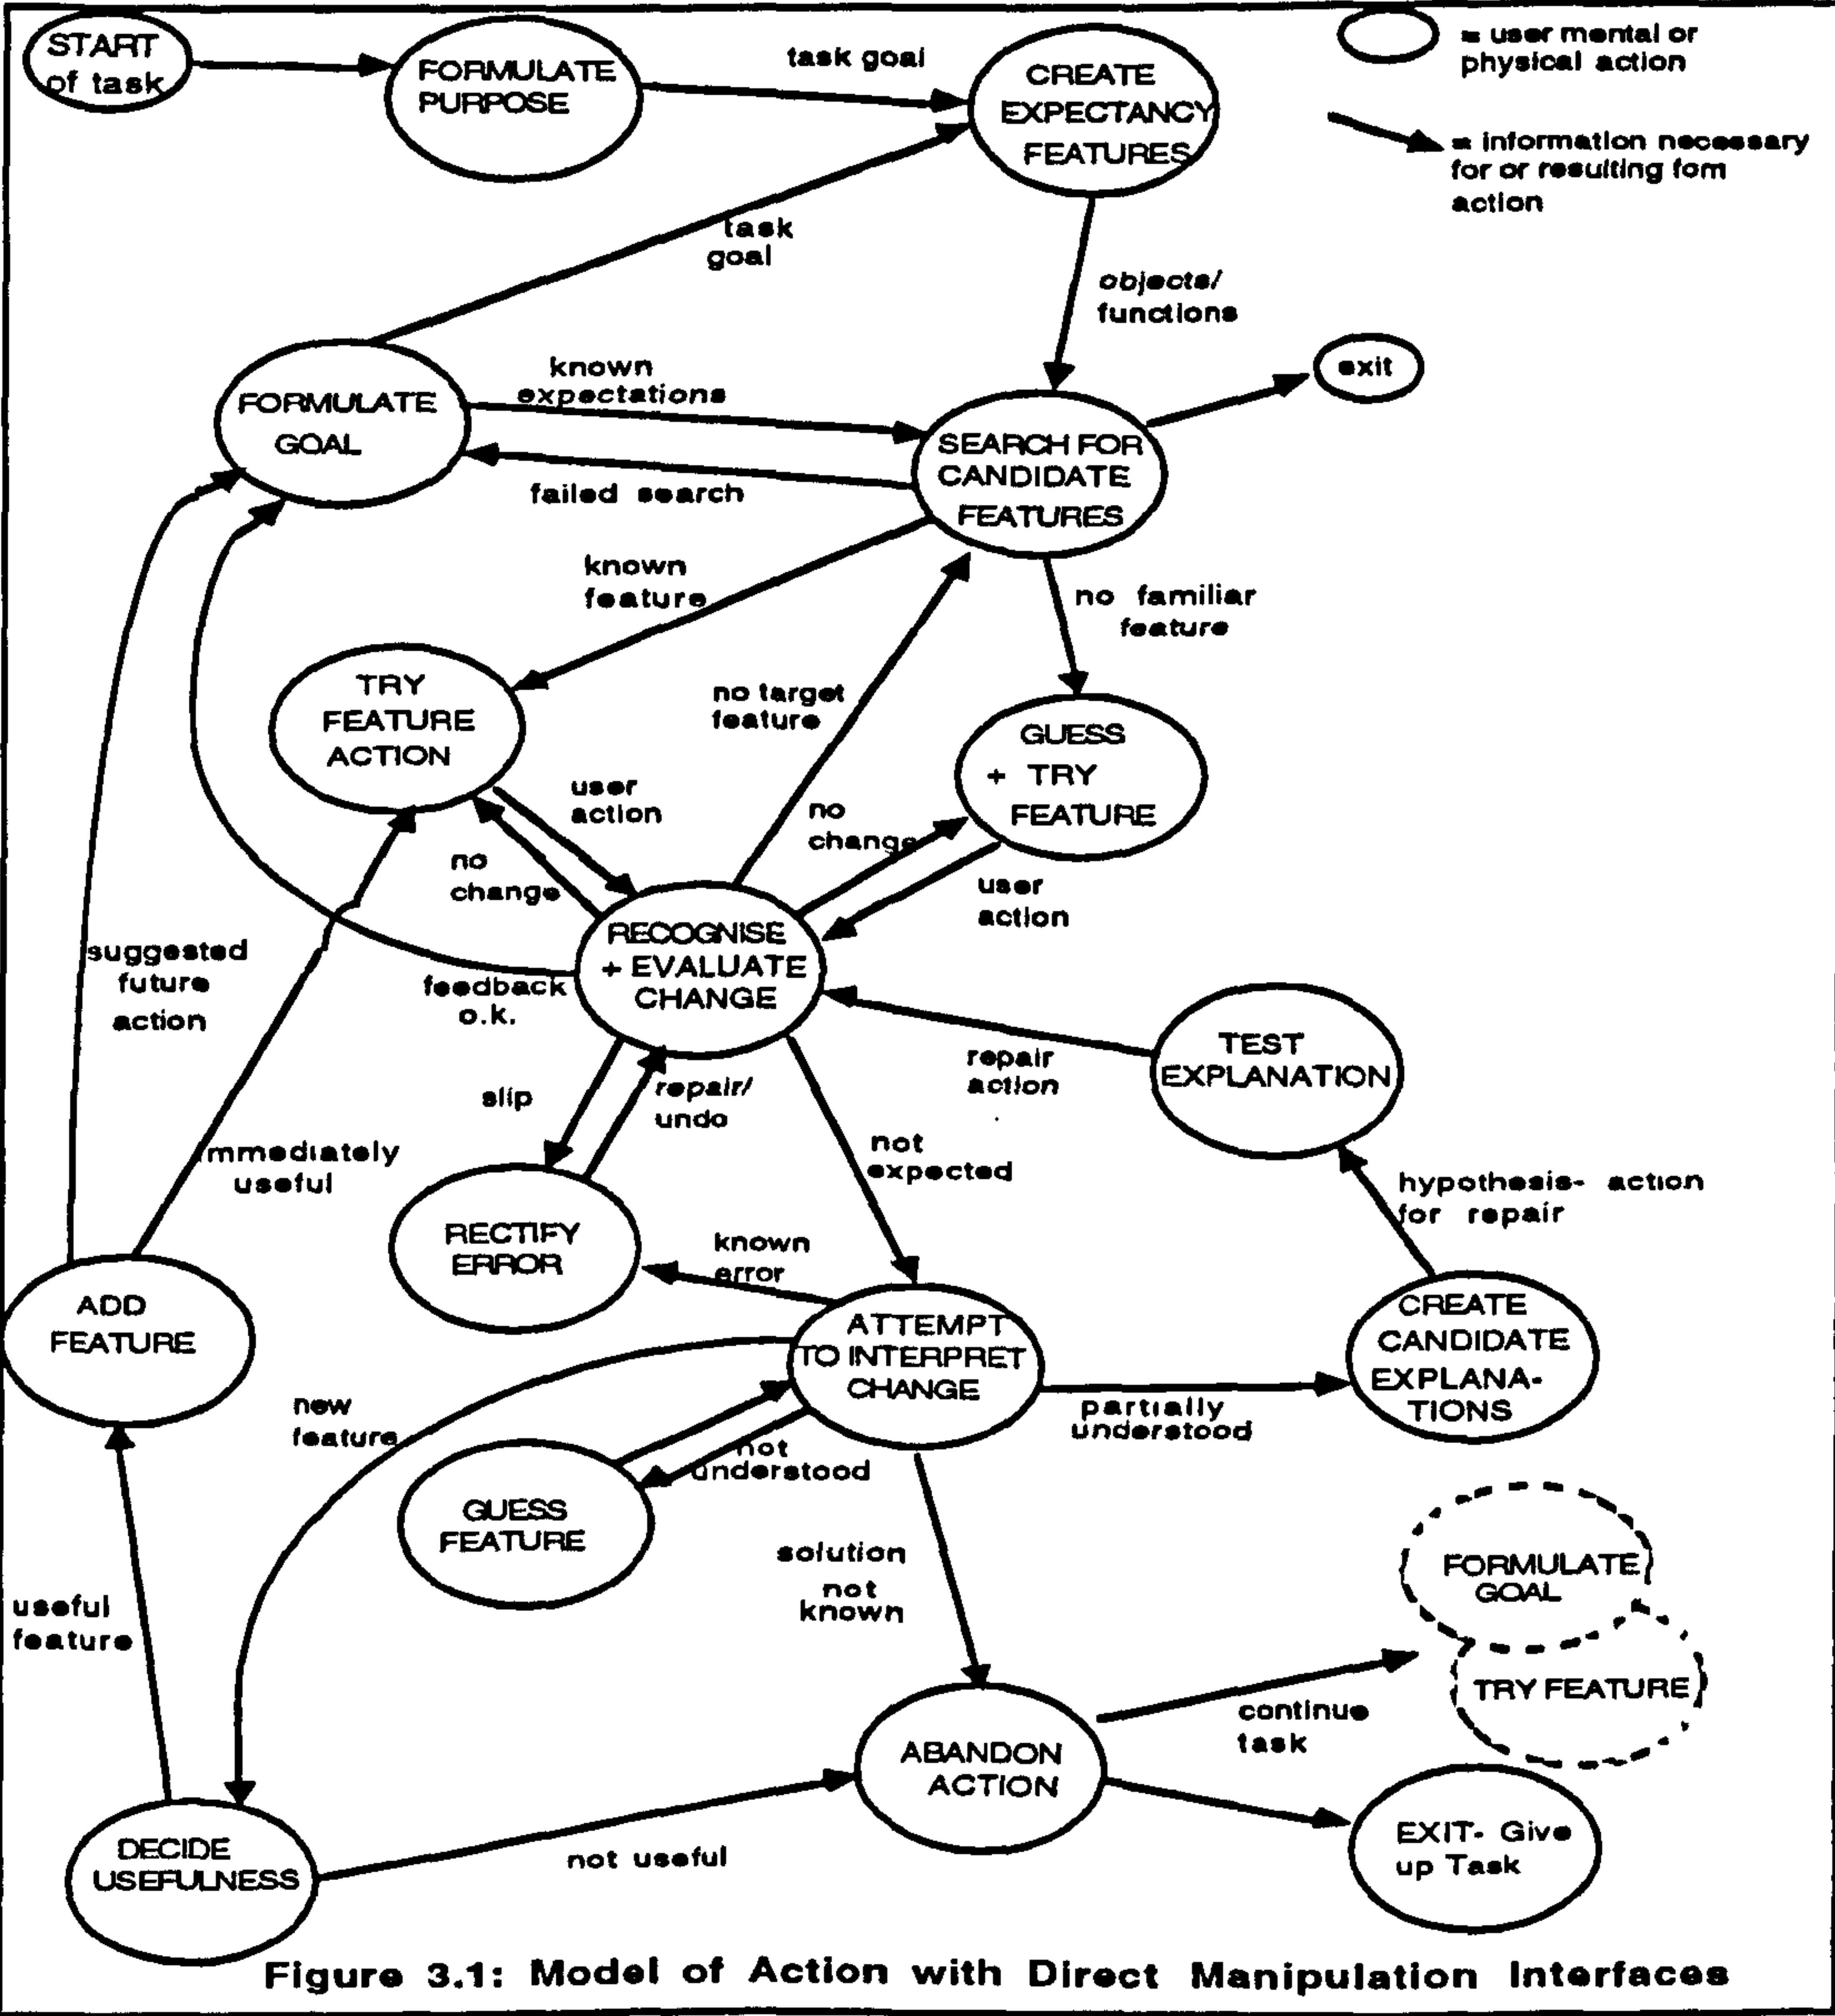 START
of task
FORMULATE
PURPOSE
task goal
CREATE
EXPECTANCY
FEATURES
= user mental or
physical action
= information necessary
for or resulting fom
action
task
goal
objects/
functions
exit
FORMULATE
GOAL
known
expectations
SEARCH FOR
CANDIDATE
FEATURES
failed search
known
feature
no familiar
feature
TRY
FEATURE
ACTION
no target
feature
GUESS
+ TRY
FEATURE
user
action
no
change
no
change
user
action
RECOGNISE
+ EVALUATE
CHANGE
suggested
future
action
feedback
o.k.
TEST
EXPLANATION
repair
action
slip
repair/
undo
not
expected
immediately
useful
hypothesis- action
for repair
RECTIFY
ERROR
known
error
ADD
FEATURE
ATTEMPT
TO INTERPRET
CHANGE
CREATE
CANDIDATE
EXPLANA-
TIONS
new
feature
partially
understood
not
understood
GUESS
FEATURE
solution
not
known
FORMULATE
GOAL
TRY FEATURE
useful
feature
continue
task
ABANDON
ACTION
DECIDE
USEFULNESS
not useful
EXIT- Give
up Task
Figure 3.1: Model of Action with Direct Manipulation Interfaces